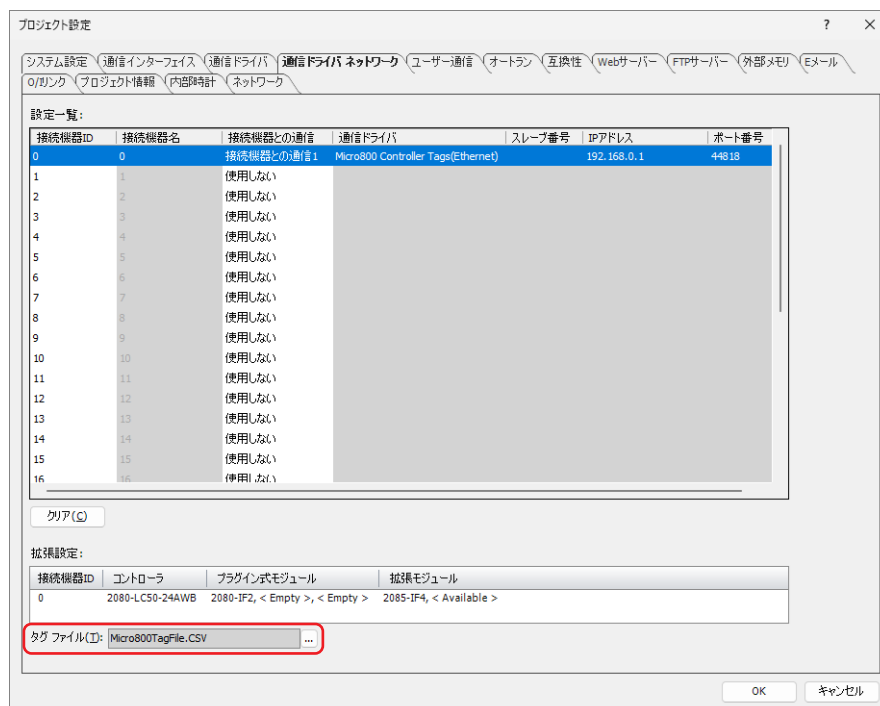 プロジェクト設定 ? ×
システム設定 通信インターフェイス 通信ドライバ 通信ドライバ ネットワーク ユーザー通信 オートラン 互換性 Webサーバー FTPサーバー 外部メモリ Eメール
O/Iリンク プロジェクト情報 内部時計 ネットワーク
設定一覧:
接続機器ID 接続機器名 接続機器との通信 通信ドライバ スレーブ番号 IPアドレス ポート番号
0 0 接続機器との通信1 Micro800 Controller Tags(Ethernet) 192.168.0.1 44818
1 1 使用しない
2 2 使用しない
3 3 使用しない
4 4 使用しない
5 5 使用しない
6 6 使用しない
7 7 使用しない
8 8 使用しない
9 9 使用しない
10 10 使用しない
11 11 使用しない
12 12 使用しない
13 13 使用しない
14 14 使用しない
15 15 使用しない
16 16 使用しない
クリア(C)
拡張設定:
接続機器ID コントローラ プラグイン式モジュール 拡張モジュール
0 2080-LC50-24AWB 2080-IF2, < Empty >, < Empty > 2085-IF4, < Available >
タグ ファイル(T): Micro800TagFile.CSV ...
OK キャンセル